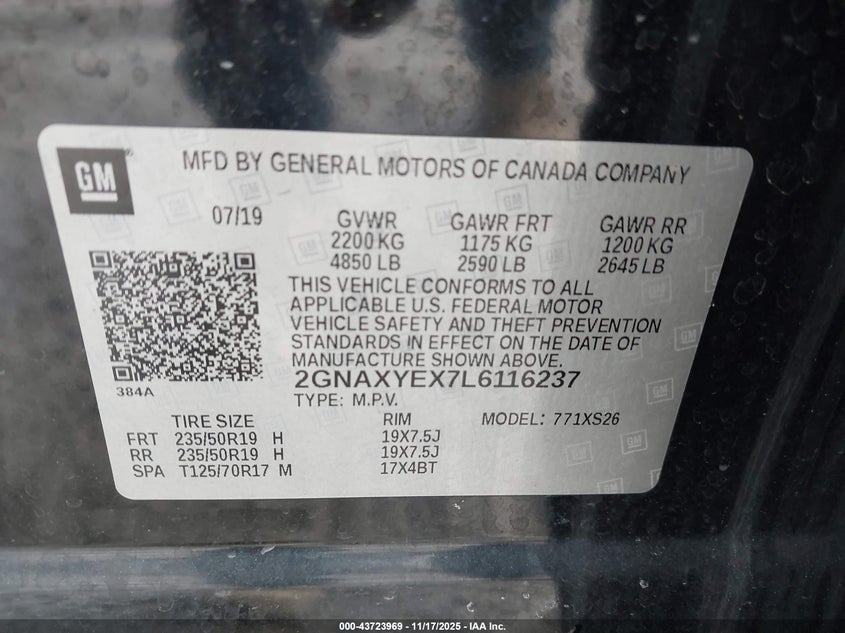 GM
MFD BY GENERAL MOTORS OF CANADA COMPANY
07/19 GVWR GAWR FRT GAWR RR
2200 KG 1175 KG 1200 KG
4850 LB 2590 LB 2645 LB
THIS VEHICLE CONFORMS TO ALL
APPLICABLE U.S. FEDERAL MOTOR
VEHICLE SAFETY AND THEFT PREVENTION
STANDARDS IN EFFECT ON THE DATE OF
MANUFACTURE SHOWN ABOVE.
2GNAXYEX7L6116237
384A
TYPE: M.P.V.
TIRE SIZE RIM MODEL: 771XS26
FRT 235/50R19 H 19X7.5J
RR 235/50R19 H 19X7.5J
SPA T125/70R17 M 17X4BT
000-43723969 — 11/17/2025 — IAA Inc.